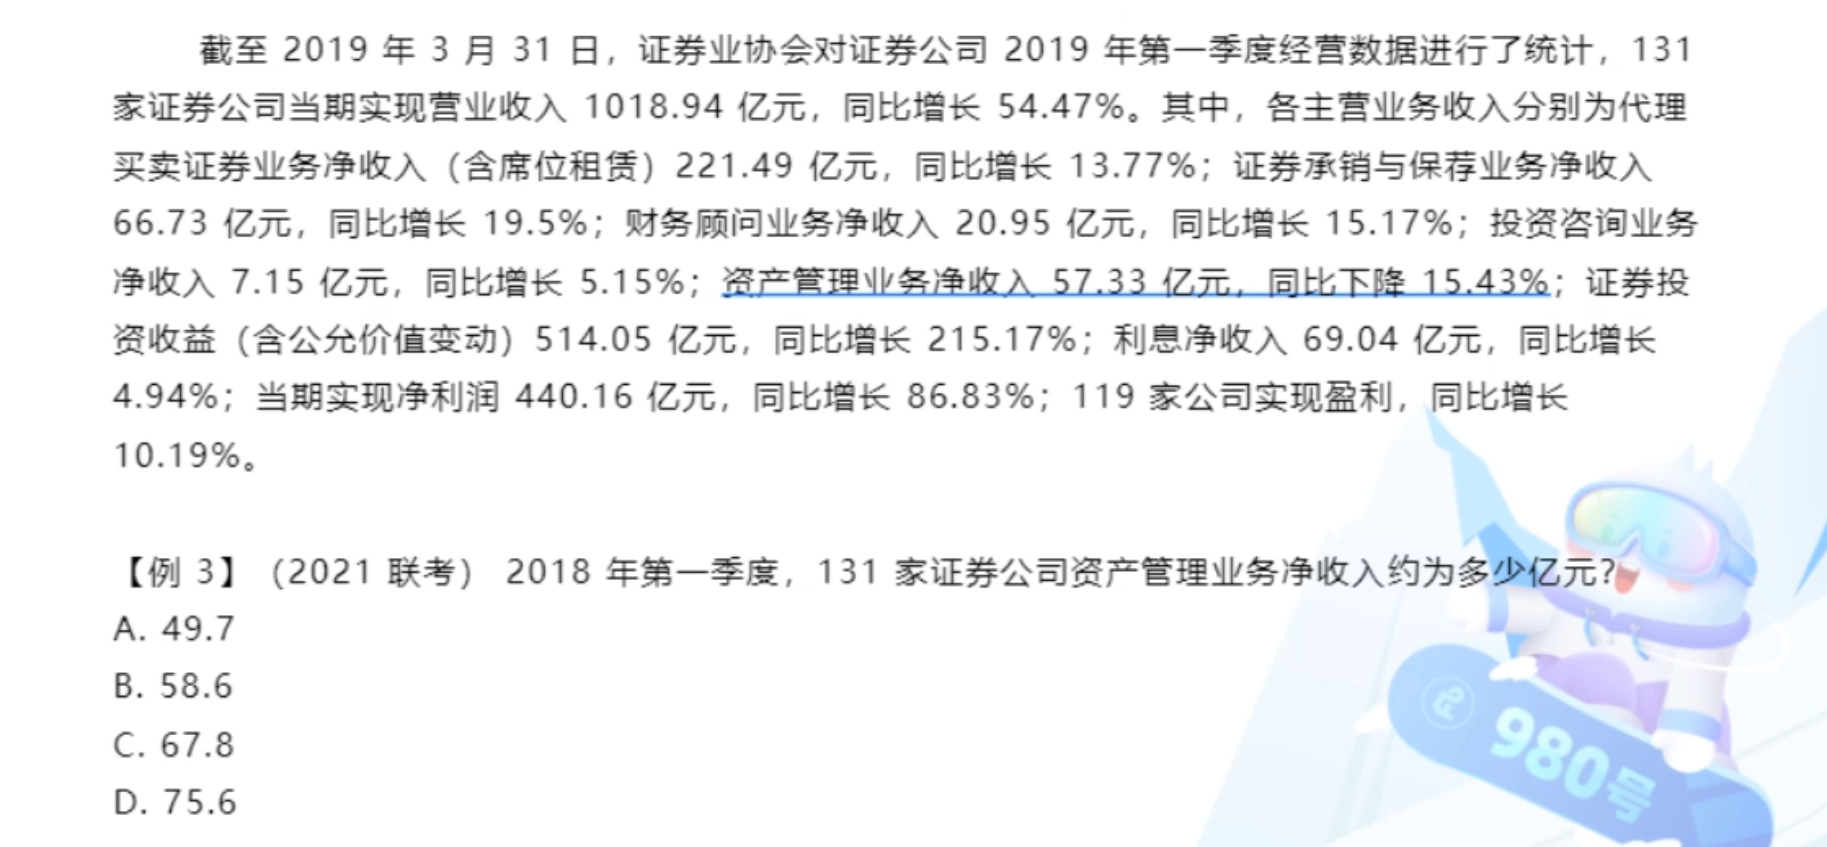 截至 2019 年 3 月 31 日，证券业协会对证券公司 2019 年第一季度经营数据进行了统计，131
家证券公司当期实现营业收入 1018.94 亿元，同比增长 54.47%。其中，各主营业务收入分别为代理
买卖证券业务净收入（含席位租赁）221.49 亿元，同比增长 13.77%；证券承销与保荐业务净收入
66.73 亿元，同比增长 19.5%；财务顾问业务净收入 20.95 亿元，同比增长 15.17%；投资咨询业务
净收入 7.15 亿元，同比增长 5.15%；资产管理业务净收入 57.33 亿元，同比下降 15.43%；证券投
资收益（含公允价值变动）514.05 亿元，同比增长 215.17%；利息净收入 69.04 亿元，同比增长
4.94%；当期实现净利润 440.16 亿元，同比增长 86.83%；119 家公司实现盈利，同比增长
10.19%。
【例 3】（2021 联考） 2018 年第一季度，131 家证券公司资产管理业务净收入约为多少亿元？
A. 49.7
B. 58.6
C. 67.8
D. 75.6
980号